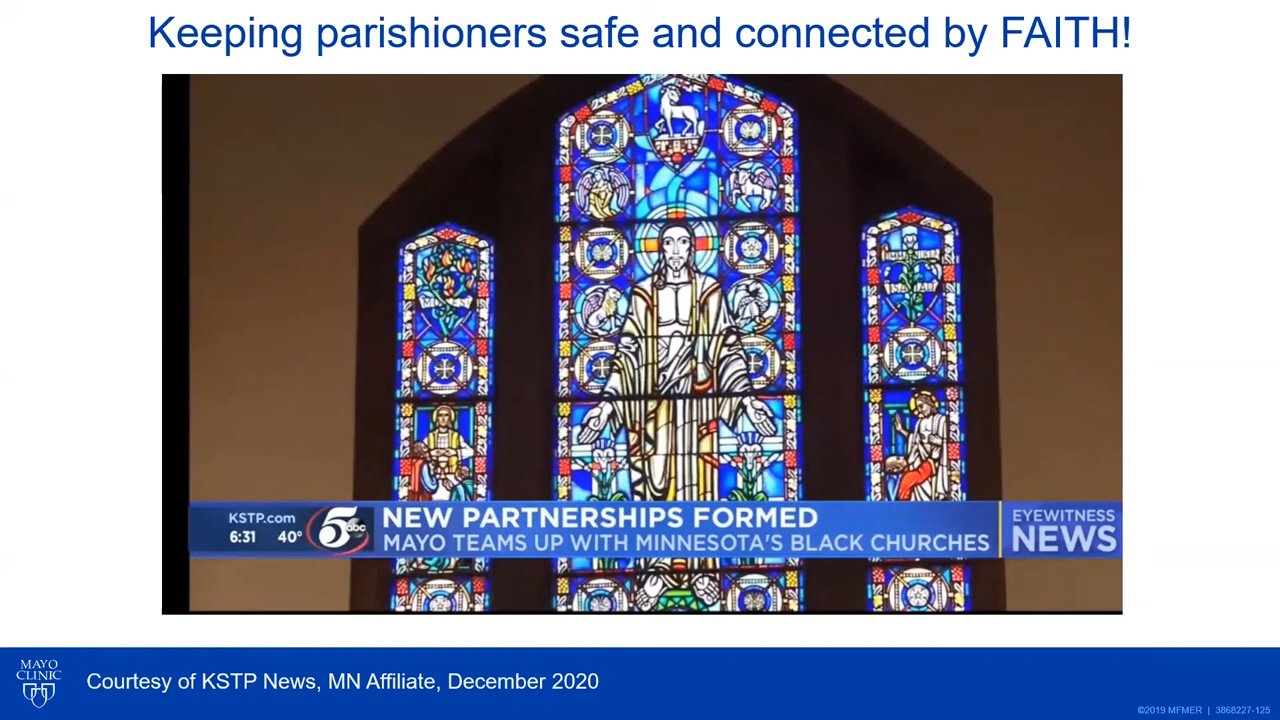 Keeping parishioners safe and connected by FAITH!
KSTP.com
6:31 40°
5 abc
NEW PARTNERSHIPS FORMED
MAYO TEAMS UP WITH MINNESOTA'S BLACK CHURCHES
EYEWITNESS
NEWS
MAYO
CLINIC
Courtesy of KSTP News, MN Affiliate, December 2020
©2019 MFMER | 3868227-125